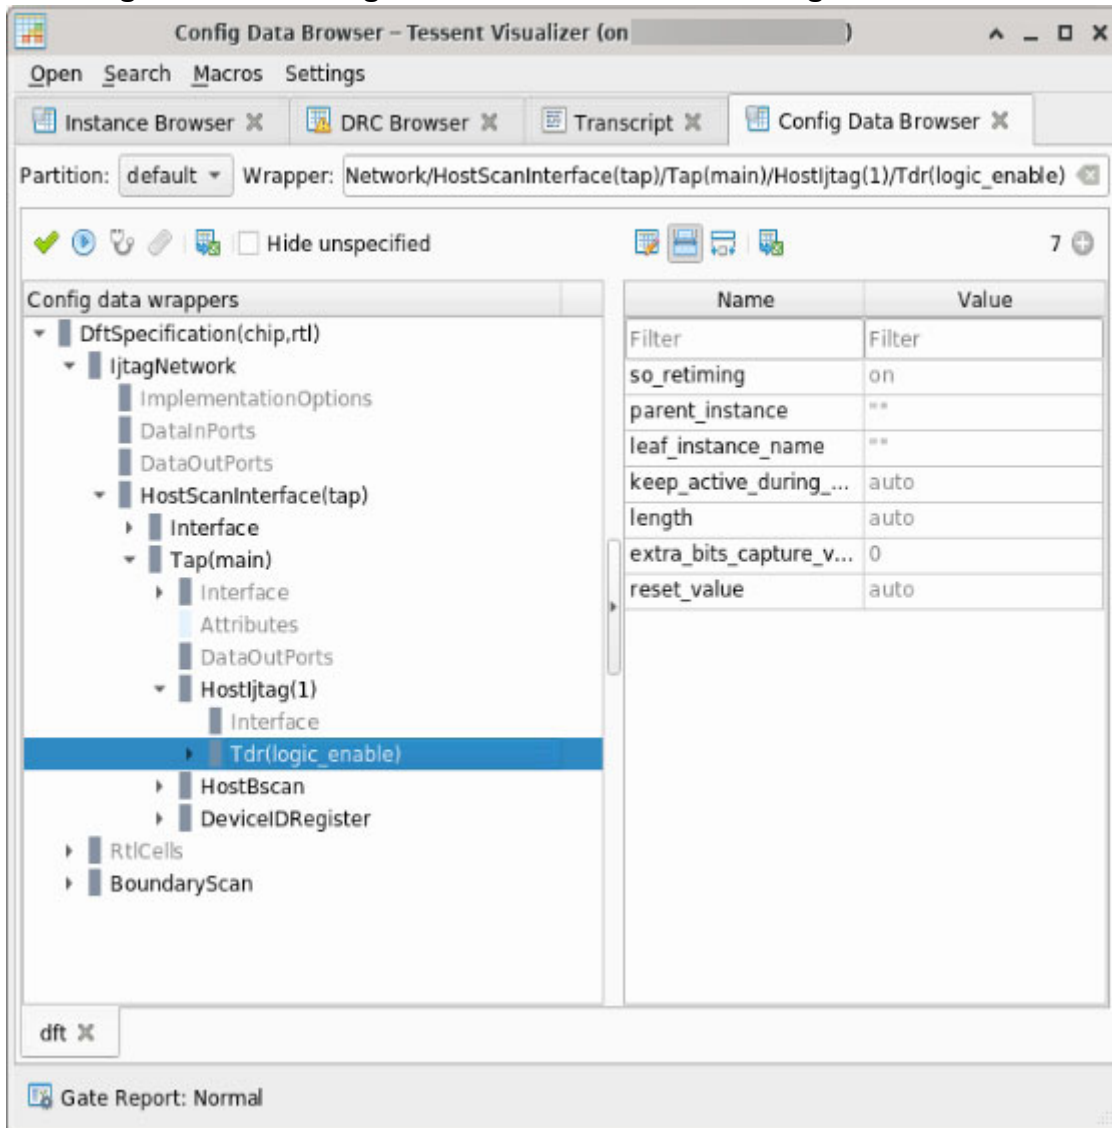 Config Data Browser – Tessent Visualizer (on )
Open Search Macros Settings
Instance Browser DRC Browser Transcript Config Data Browser
Partition: default Wrapper: Network/HostScanInterface(tap)/Tap(main)/HostIjtag(1)/Tdr(logic_enable)
Hide unspecified 7
Config data wrappers Name Value
Filter Filter
DftSpecification(chip,rtl)
IjtagNetwork
ImplementationOptions
DataInPorts
DataOutPorts
HostScanInterface(tap)
Interface
Tap(main)
Interface
Attributes
DataOutPorts
HostIjtag(1)
Interface
Tdr(logic_enable)
HostBscan
DeviceIDRegister
RtlCells
BoundaryScan
so_retiming on
parent_instance ""
leaf_instance_name ""
keep_active_during_... auto
length auto
extra_bits_capture_v... 0
reset_value auto
dft
Gate Report: Normal